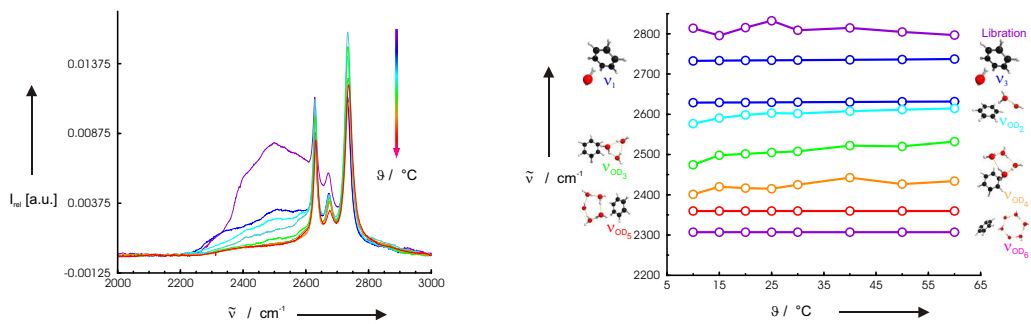 0.01375
0.00875
0.00375
-0.00125
I_rel [a.u.]
ϑ / °C
2000 2200 2400 2600 2800 3000
ν̃ / cm⁻¹
2800
2700
2600
2500
2400
2300
2200
ν̃ / cm⁻¹
ν₁
ν_OD₃
ν_OD₅
Libration
ν₃
ν_OD₂
ν_OD₄
ν_OD₆
5 15 25 35 45 55 65
ϑ / °C